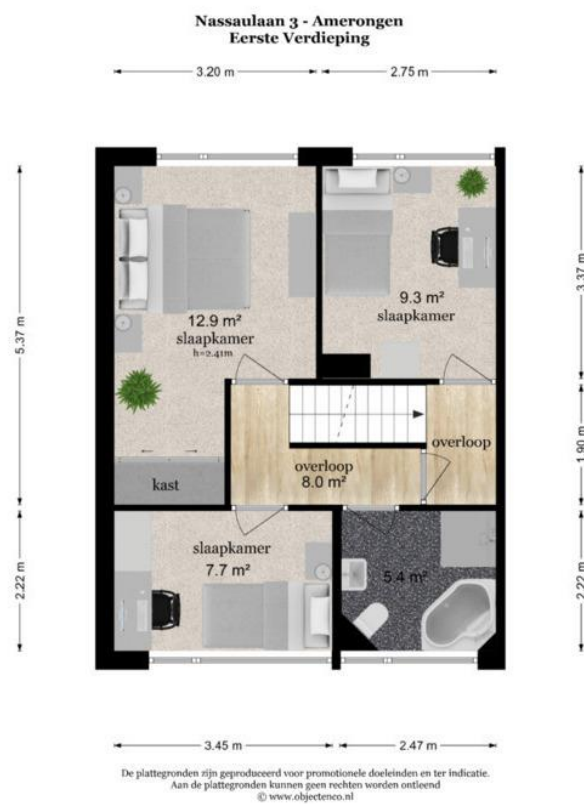 Nassaulaan 3 - Amerongen
Eerste Verdieping
3.20 m
2.75 m
5.37 m
3.37 m
9.3 m²
slaapkamer
12.9 m²
slaapkamer
h=2.41m
1.90 m
overloop
overloop
8.0 m²
kast
slaapkamer
7.7 m²
5.4 m²
2.22 m
2.22 m
3.45 m
2.47 m
De plattegronden zijn geproduceerd voor promotionele doeleinden en ter indicatie.
Aan de plattegronden kunnen geen rechten worden ontleend
© www.objectenco.nl